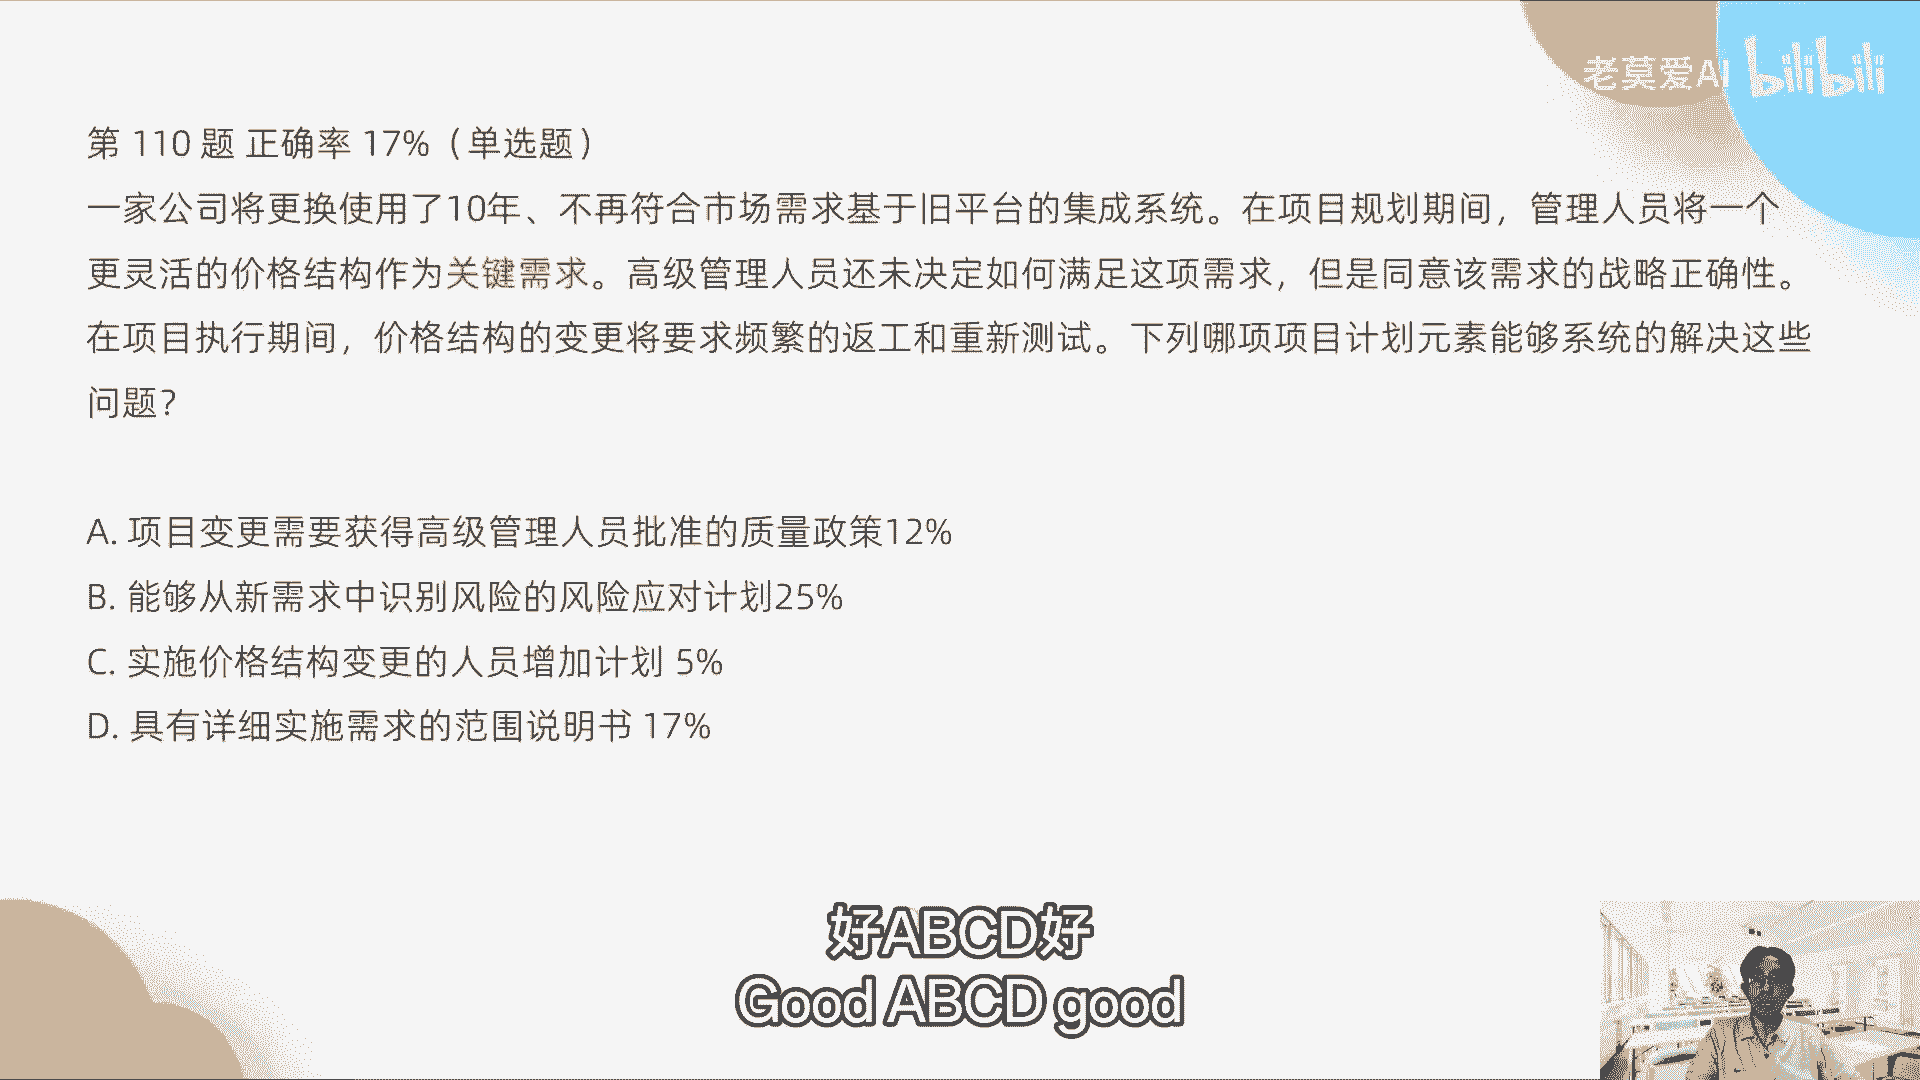 老莫爱AI bilibili
第 110 题 正确率 17%（单选题）
一家公司将更换使用了10年、不再符合市场需求基于旧平台的集成系统。在项目规划期间，管理人员将一个
更灵活的价格结构作为关键需求。高级管理人员还未决定如何满足这项需求，但是同意该需求的战略正确性。
在项目执行期间，价格结构的变更将要求频繁的返工和重新测试。下列哪项项目计划元素能够系统的解决这些
问题？
A. 项目变更需要获得高级管理人员批准的质量政策12%
B. 能够从新需求中识别风险的风险应对计划25%
C. 实施价格结构变更的人员增加计划 5%
D. 具有详细实施需求的范围说明书 17%
好ABCD好
Good ABCD good